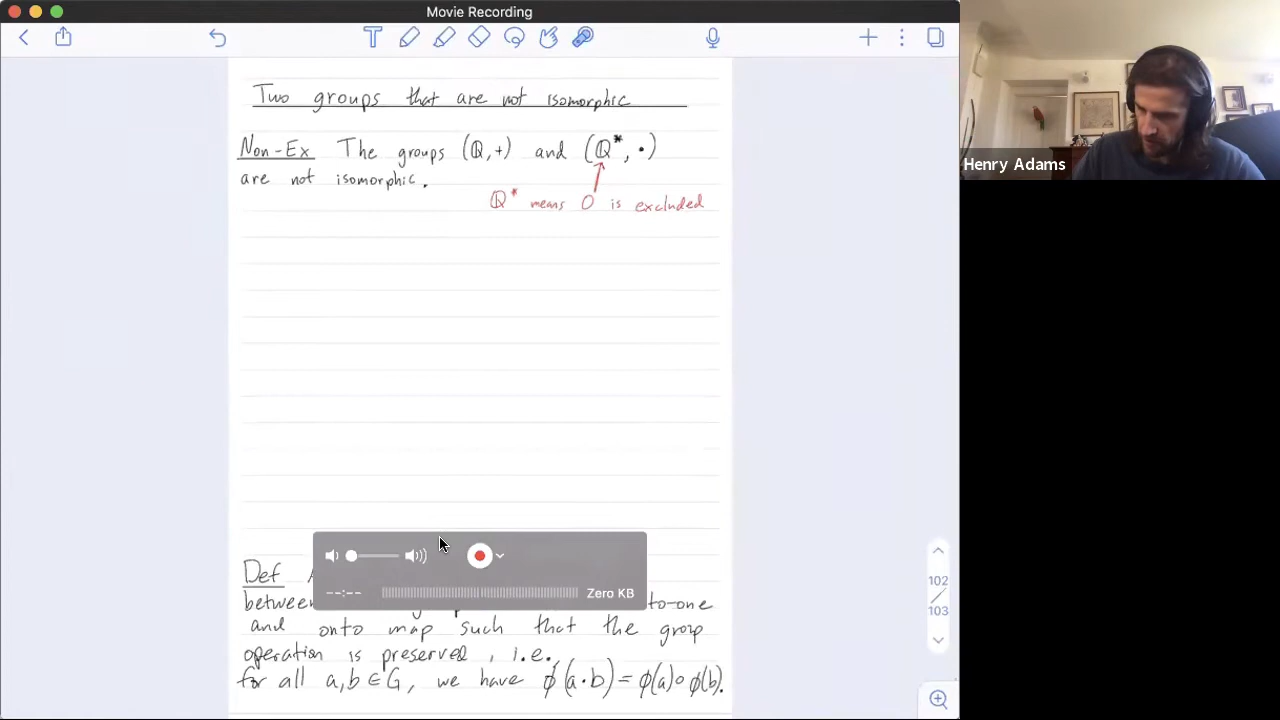 Movie Recording
Two groups that are not isomorphic
Non-Ex The groups (ℚ,+) and (ℚ*, •)
are not isomorphic.
ℚ* means 0 is excluded
Henry Adams
--:--
Zero KB
Def
between to-one
and onto map such that the group
operation is preserved, i.e.
for all a,b ∈ G, we have ϕ(a•b) = ϕ(a)∘ϕ(b).
102
103